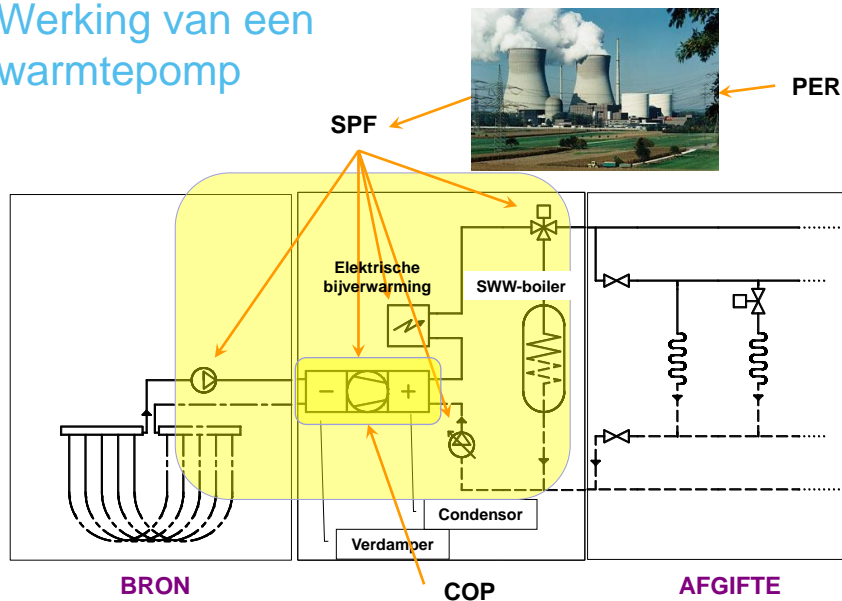 Werking van een
warmtepomp
PER
SPF
Elektrische
bijverwarming
SWW-boiler
−
+
Condensor
Verdamper
BRON
COP
AFGIFTE